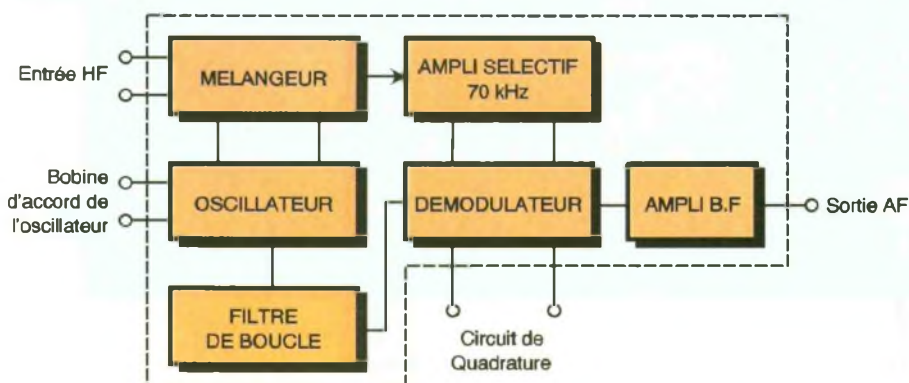 Entrée HF
MELANGEUR
AMPLI SELECTIF
70 kHz
Bobine
d'accord de
l'oscillateur
OSCILLATEUR
DEMODULATEUR
AMPLI B.F
Sortie AF
FILTRE
DE BOUCLE
Circuit de
Quadrature